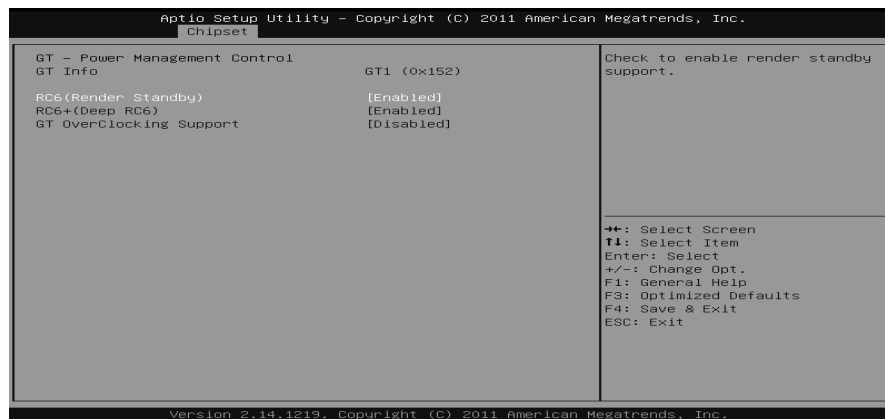 Aptio Setup Utility – Copyright (C) 2011 American Megatrends, Inc.
Chipset
GT – Power Management Control
GT Info GT1 (0x152)
RC6(Render Standby) [Enabled]
RC6+(Deep RC6) [Enabled]
GT OverClocking Support [Disabled]
Check to enable render standby
support.
→←: Select Screen
↑↓: Select Item
Enter: Select
+/-: Change Opt.
F1: General Help
F3: Optimized Defaults
F4: Save & Exit
ESC: Exit
Version 2.14.1219. Copyright (C) 2011 American Megatrends, Inc.